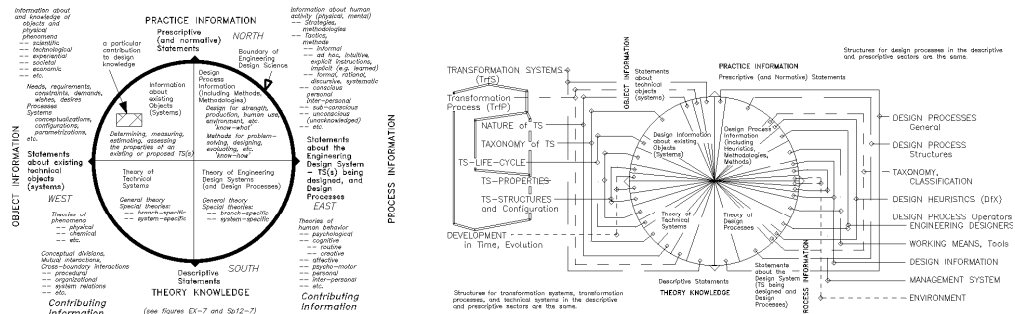 Information about
and knowledge of
objects and
physical
phenomena
-- scientific
-- technological
-- experiential
-- societal
-- economic
-- etc.
Needs, requirements,
constraints, demands,
wishes, desires
Processes
Systems
conceptualizations,
configurations,
parametrizations,
etc.
OBJECT INFORMATION
Statements
about existing
technical
objects
(systems)
WEST
Theories of
phenomena
-- physical
-- chemical
-- etc.
Conceptual divisions,
Mutual interactions,
Cross-boundary interactions
-- procedural
-- organizational
-- system relations
-- etc.
Contributing
Information
PRACTICE INFORMATION
Prescriptive
(and normative)
Statements
NORTH
a particular
contribution
to design
knowledge
Boundary of
Engineering
Design Science
Information
about
existing
Objects
(Systems)
Determining, measuring,
estimating, assessing
the properties of an
existing or proposed TS(s)
Design
Process
Information
(Including Methods,
Methodologies)
Design for strength,
production, human use,
environment, etc.
"know-what"
Methods for problem-
solving, designing,
evaluating, etc.
"know-how"
Theory of
Technical
Systems
General theory
Special theories:
-- branch-specific
-- system-specific
Theory of Engineering
Design Systems
(and Design Processes)
General theory
Special theories:
-- branch-specific
-- system-specific
SOUTH
Descriptive
Statements
THEORY KNOWLEDGE
(see figures EX-7 and Sp12-7)
Information about human
activity (physical, mental)
-- Strategies,
methodologies
-- Tactics,
methods
-- informal
ad hoc, intuitive,
explicit instructions,
implicit (e.g. learned)
-- formal, rational,
discursive, systematic
-- conscious
personal
inter-personal
-- sub-conscious
-- unconscious
(unacknowledged)
-- etc.
Statements
about the
Engineering
Design System
- TS(s) being
designed, and
Design
Processes
EAST
PROCESS INFORMATION
Theories of
human behavior
-- psychological
-- cognitive
-- routine
-- creative
-- affective
-- psycho-motor
-- personal
-- inter-personal
-- etc.
Contributing
Information
Structures for design processes in the descriptive
and prescriptive sectors are the same.
TRANSFORMATION SYSTEMS
(TrfS)
Transformation
Process (TrfP)
NATURE of TS
TAXONOMY of TS
TS-LIFE-CYCLE
TS-PROPERTIES
TS-STRUCTURES
and Configuration
DEVELOPMENT
in Time, Evolution
OBJECT INFORMATION
Statements
about
technical
objects
(systems)
PRACTICE INFORMATION
Prescriptive (and Normative) Statements
Design Information
about existing
Objects
(Systems)
Design Process
Information
(Including
Heuristics,
Methodologies,
Methods)
Theory of
Technical
Systems
Theory of
Design
Processes
Descriptive Statements
THEORY KNOWLEDGE
Statements
about the
Design System
(TS being
designed and
Design
Processes)
ROCESS INFORMATION
DESIGN PROCESSES
General
DESIGN PROCESS
Structures
TAXONOMY,
CLASSIFICATION
DESIGN HEURISTICS (DfX)
DESIGN PROCESS Operators
ENGINEERING DESIGNERS
WORKING MEANS, Tools
DESIGN INFORMATION
MANAGEMENT SYSTEM
ENVIRONMENT
Structures for transformation systems, transformation
processes, and technical systems in the descriptive
and prescriptive sectors are the same.